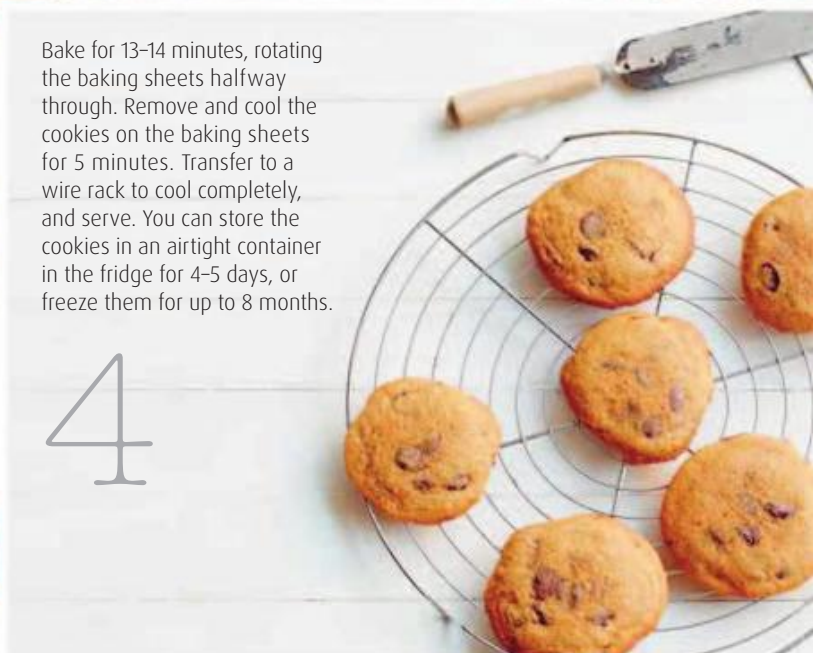 Bake for 13–14 minutes, rotating
the baking sheets halfway
through. Remove and cool the
cookies on the baking sheets
for 5 minutes. Transfer to a
wire rack to cool completely,
and serve. You can store the
cookies in an airtight container
in the fridge for 4–5 days, or
freeze them for up to 8 months.
4